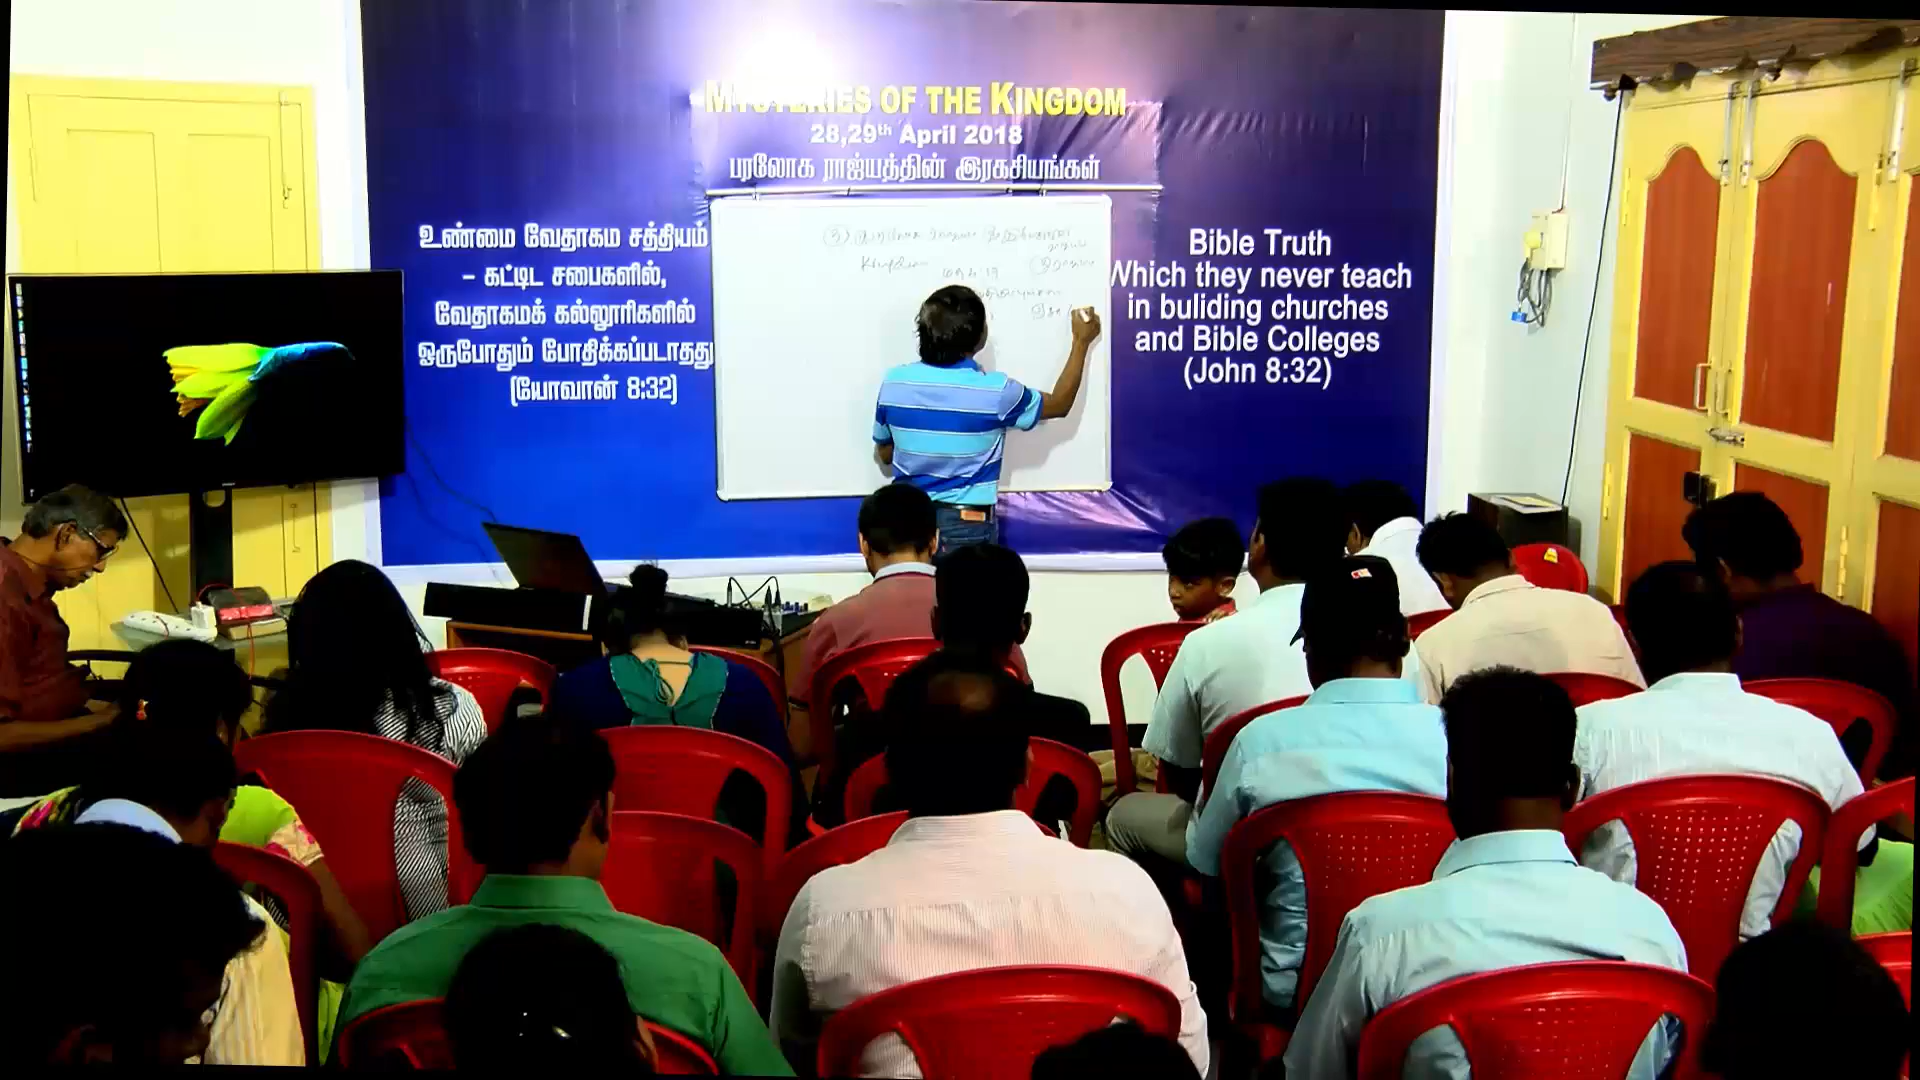 MYSTERIES OF THE KINGDOM
28,29th April 2018
பரலோக ராஜ்யத்தின் இரகசியங்கள்
உண்மை வேதாகம சத்தியம்
- கட்டிட சபைகளில்,
வேதாகமக் கல்லூரிகளில்
ஒருபோதும் போதிக்கப்படாதது
(யோவான் 8:32)
Bible Truth
Which they never teach
in buliding churches
and Bible Colleges
(John 8:32)